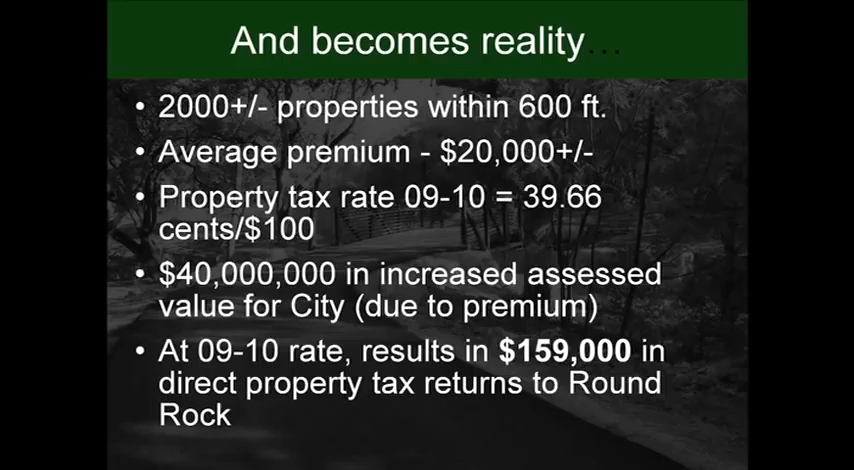 And becomes reality...
• 2000+/- properties within 600 ft.
• Average premium - $20,000+/-
• Property tax rate 09-10 = 39.66
cents/$100
• $40,000,000 in increased assessed
value for City (due to premium)
• At 09-10 rate, results in $159,000 in
direct property tax returns to Round
Rock